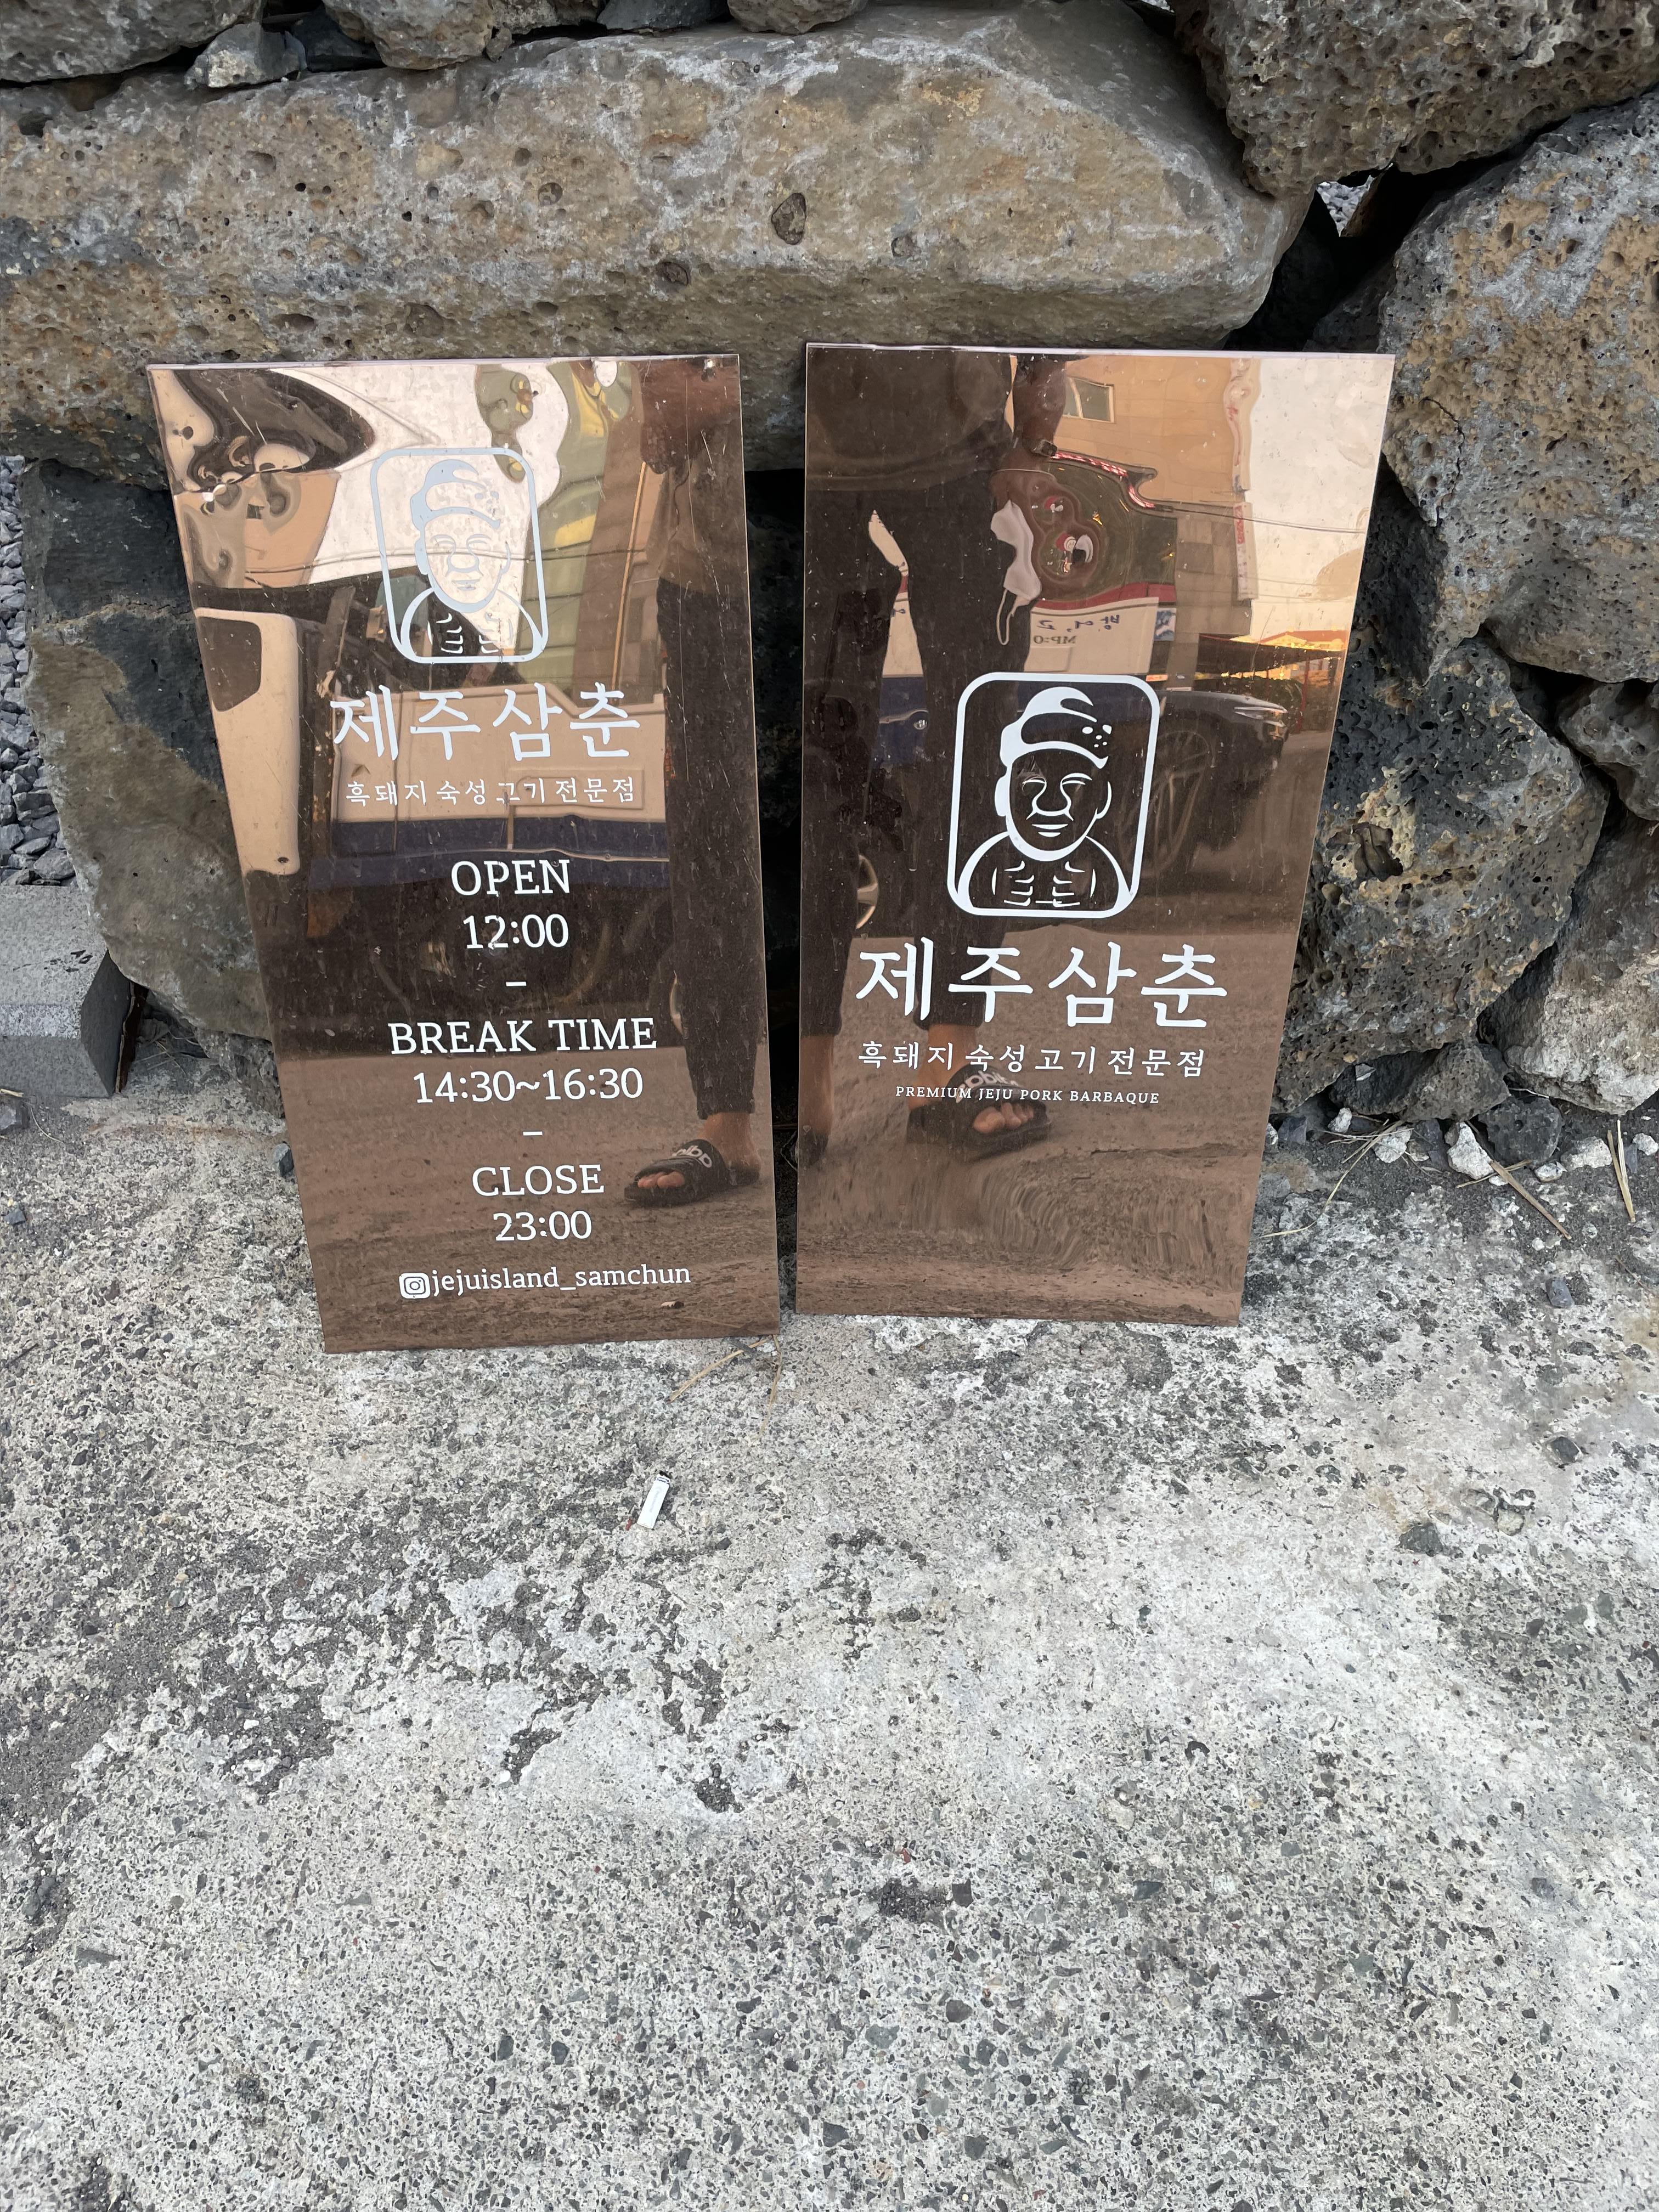 제주삼춘
흑돼지 숙성고기전문점
OPEN
12:00
–
BREAK TIME
14:30~16:30
–
CLOSE
23:00
jejuisland_samchun
제주삼춘
흑돼지 숙성고기전문점
PREMIUM JEJU PORK BARBAQUE